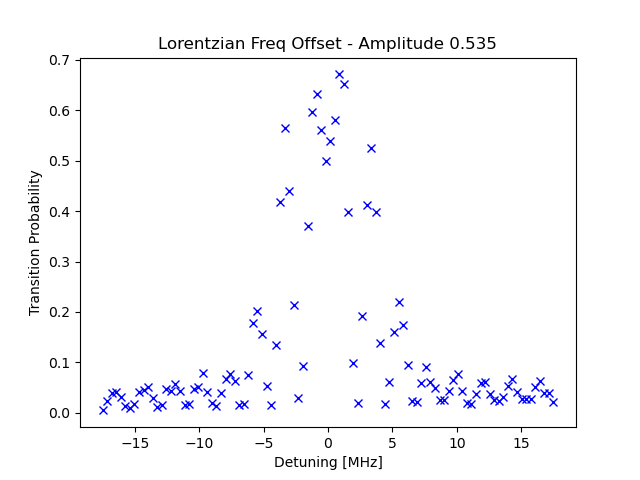 Lorentzian Freq Offset - Amplitude 0.535
Transition Probability
0.7
0.6
0.5
0.4
0.3
0.2
0.1
0.0
−15 −10 −5 0 5 10 15
Detuning [MHz]